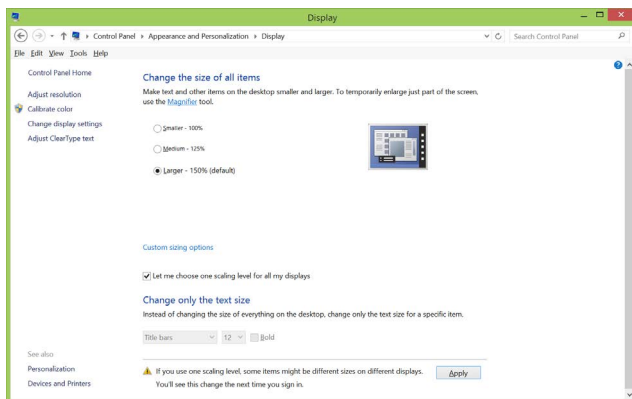 Display
Control Panel ▸ Appearance and Personalization ▸ Display
Search Control Panel
File Edit View Tools Help
Control Panel Home
Adjust resolution
Calibrate color
Change display settings
Adjust ClearType text
Change the size of all items
Make text and other items on the desktop smaller and larger. To temporarily enlarge just part of the screen,
use the Magnifier tool.
Smaller - 100%
Medium - 125%
Larger - 150% (default)
Custom sizing options
Let me choose one scaling level for all my displays
Change only the text size
Instead of changing the size of everything on the desktop, change only the text size for a specific item.
Title bars 12 Bold
See also
Personalization
Devices and Printers
If you use one scaling level, some items might be different sizes on different displays.
You'll see this change the next time you sign in.
Apply